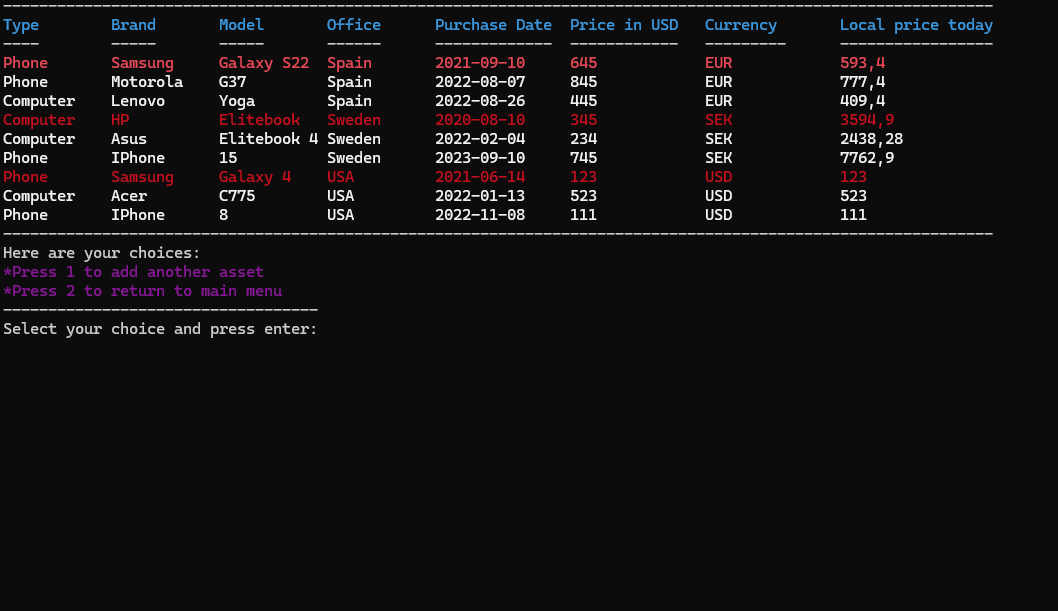 --------------------------------------------------------------------------------------------------------------
Type        Brand       Model       Office      Purchase Date  Price in USD   Currency       Local price today
----        -----       -----       ------      -------------  ------------   ---------      -----------------
Phone       Samsung     Galaxy S22  Spain       2021-09-10     645            EUR            593,4
Phone       Motorola    G37         Spain       2022-08-07     845            EUR            777,4
Computer    Lenovo      Yoga        Spain       2022-08-26     445            EUR            409,4
Computer    HP          Elitebook   Sweden      2020-08-10     345            SEK            3594,9
Computer    Asus        Elitebook 4 Sweden      2022-02-04     234            SEK            2438,28
Phone       IPhone      15          Sweden      2023-09-10     745            SEK            7762,9
Phone       Samsung     Galaxy 4    USA         2021-06-14     123            USD            123
Computer    Acer        C775        USA         2022-01-13     523            USD            523
Phone       IPhone      8           USA         2022-11-08     111            USD            111
--------------------------------------------------------------------------------------------------------------
Here are your choices:
*Press 1 to add another asset
*Press 2 to return to main menu
-----------------------------------
Select your choice and press enter: